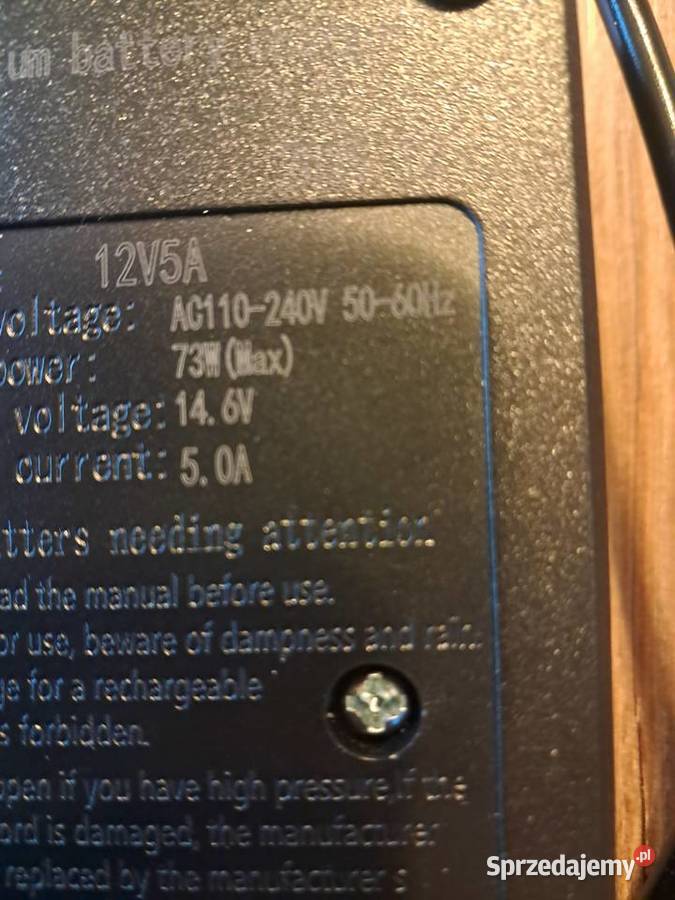 um battery
12V5A
voltage: AC110-240V 50-60Hz
power: 73W(Max)
voltage: 14.6V
current: 5.0A
tters needing attention
ad the manual before use.
or use, beware of dampness and rain.
ge for a rechargeable
s forbidden.
open if you have high pressure,If the
ord is damaged, the manufacturer
replaced by the manufacturer's
Sprzedajemy.pl